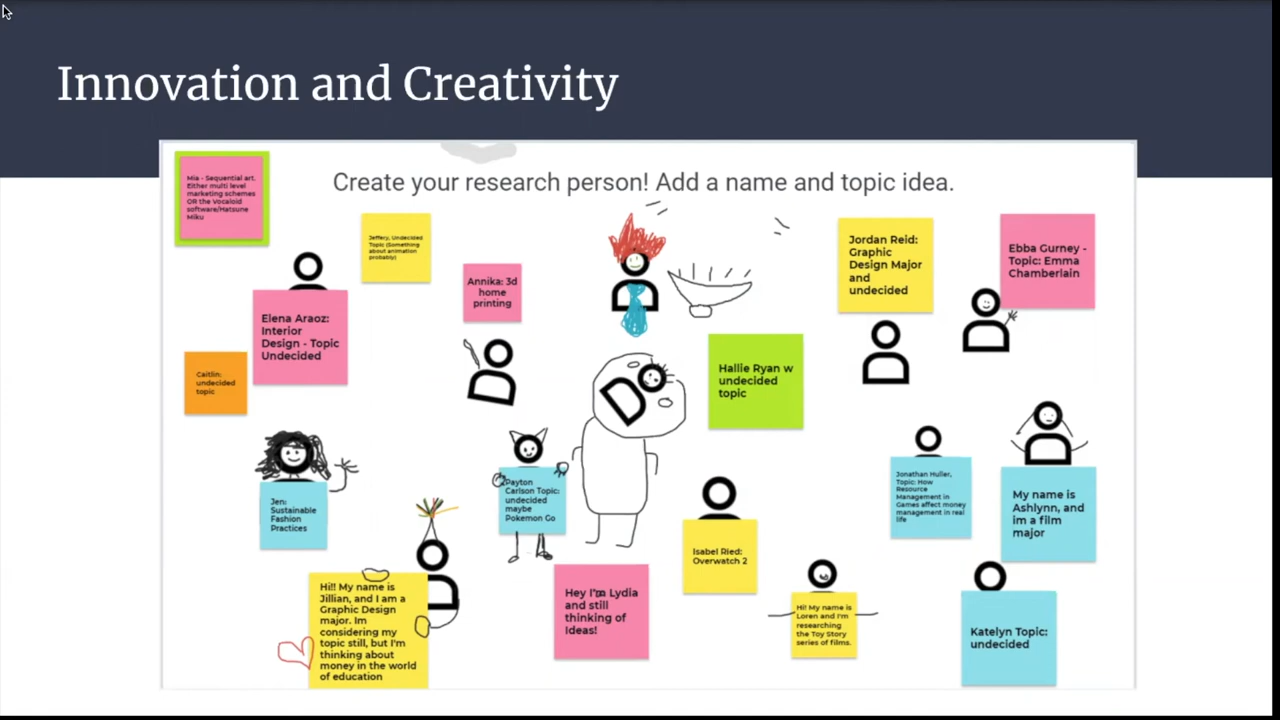 Innovation and Creativity
Create your research person! Add a name and topic idea.
Mia - Sequential art.
Either multi level
marketing schemes
OR the Vocaloid
software/Hatsune
Miku
Jeffery, Undecided
Topic (Something
about animation
probably)
Annika: 3d
home
printing
Jordan Reid:
Graphic
Design Major
and
undecided
Ebba Gurney -
Topic: Emma
Chamberlain
Elena Araoz:
Interior
Design - Topic
Undecided
Caitlin:
undecided
topic
Hallie Ryan w
undecided
topic
Jen:
Sustainable
Fashion
Practices
Payton
Carlson Topic:
undecided
maybe
Pokemon Go
Jonathan Huller,
Topic: How
Resource
Management in
Games affect money
management in real
life
My name is
Ashlynn, and
im a film
major
Isabel Ried:
Overwatch 2
Hi!! My name is
Jillian, and I am a
Graphic Design
major. Im
considering my
topic still, but I'm
thinking about
money in the world
of education
Hey I'm Lydia
and still
thinking of
Ideas!
Hi! My name is
Loren and I'm
researching
the Toy Story
series of films.
Katelyn Topic:
undecided